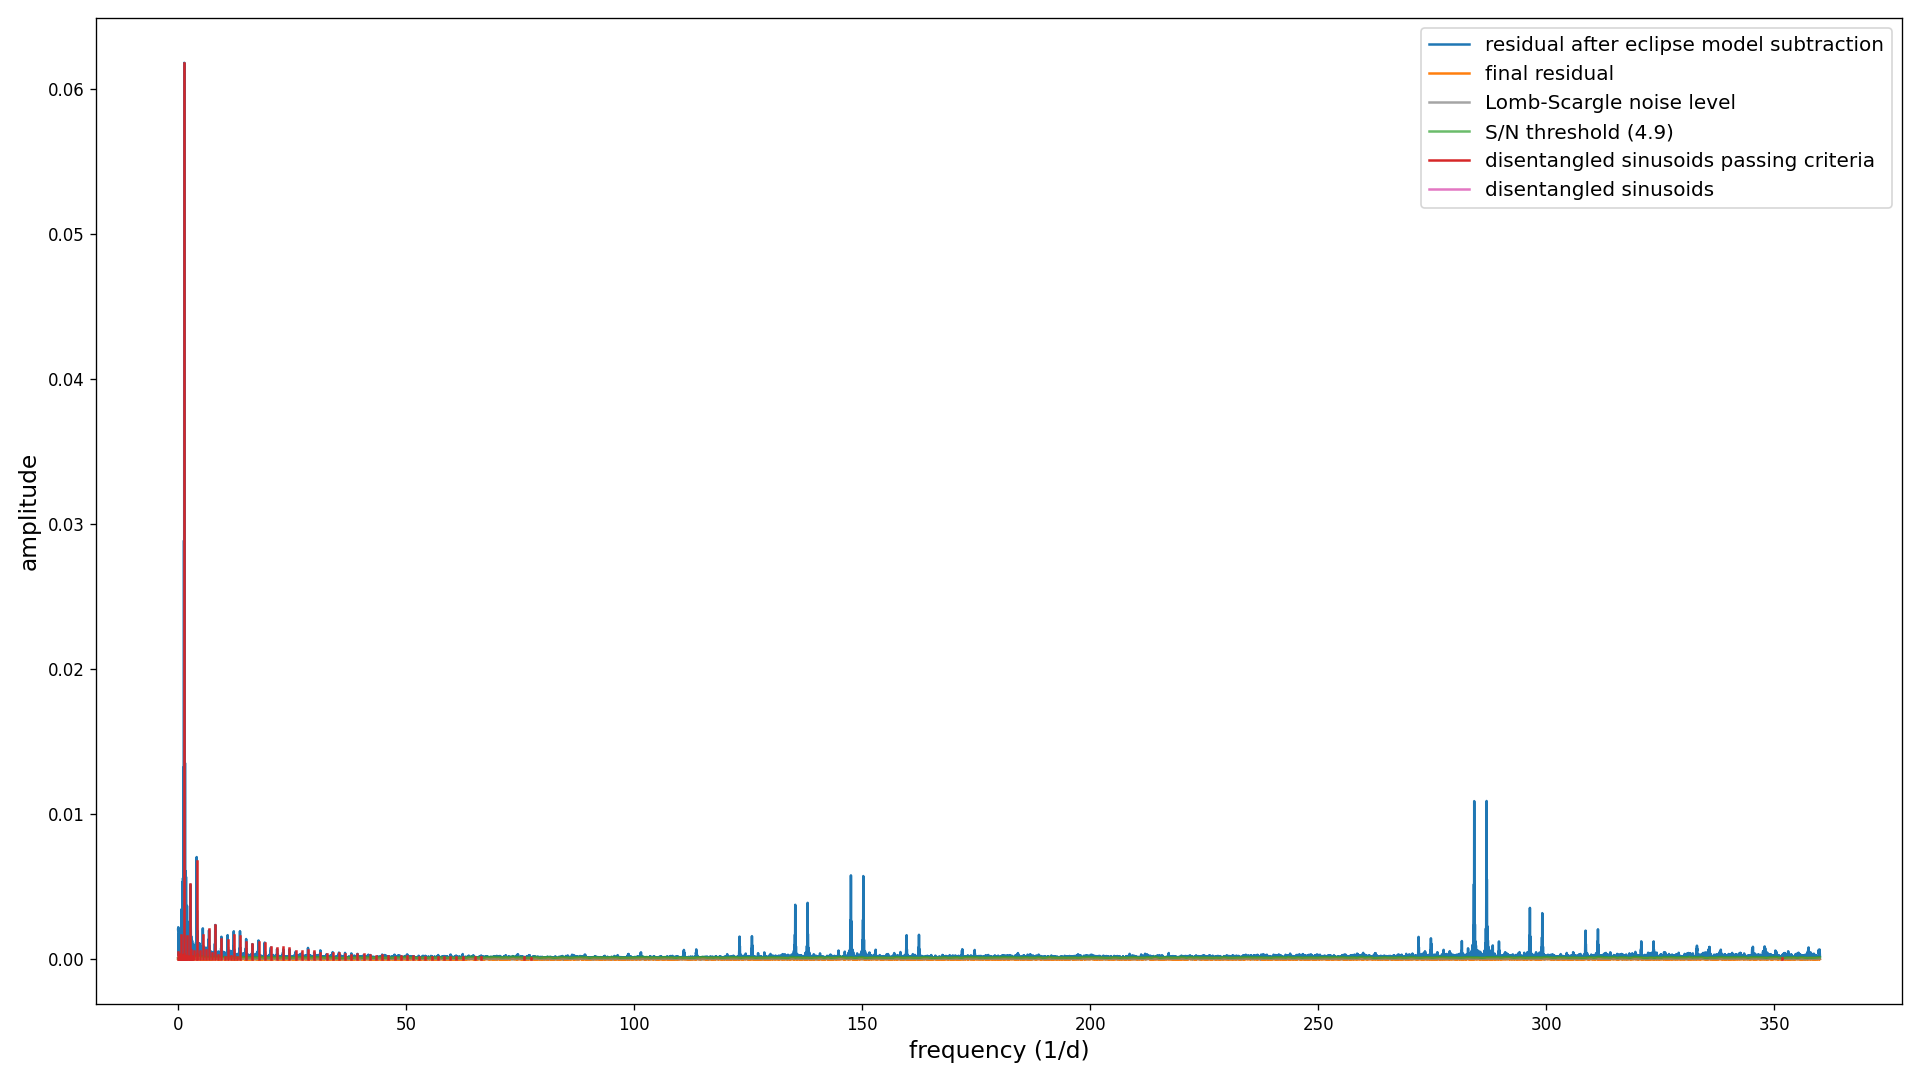 residual after eclipse model subtraction
final residual
Lomb-Scargle noise level
S/N threshold (4.9)
disentangled sinusoids passing criteria
disentangled sinusoids
0.06
0.05
0.04
0.03
0.02
0.01
0.00
amplitude
0 50 100 150 200 250 300 350
frequency (1/d)